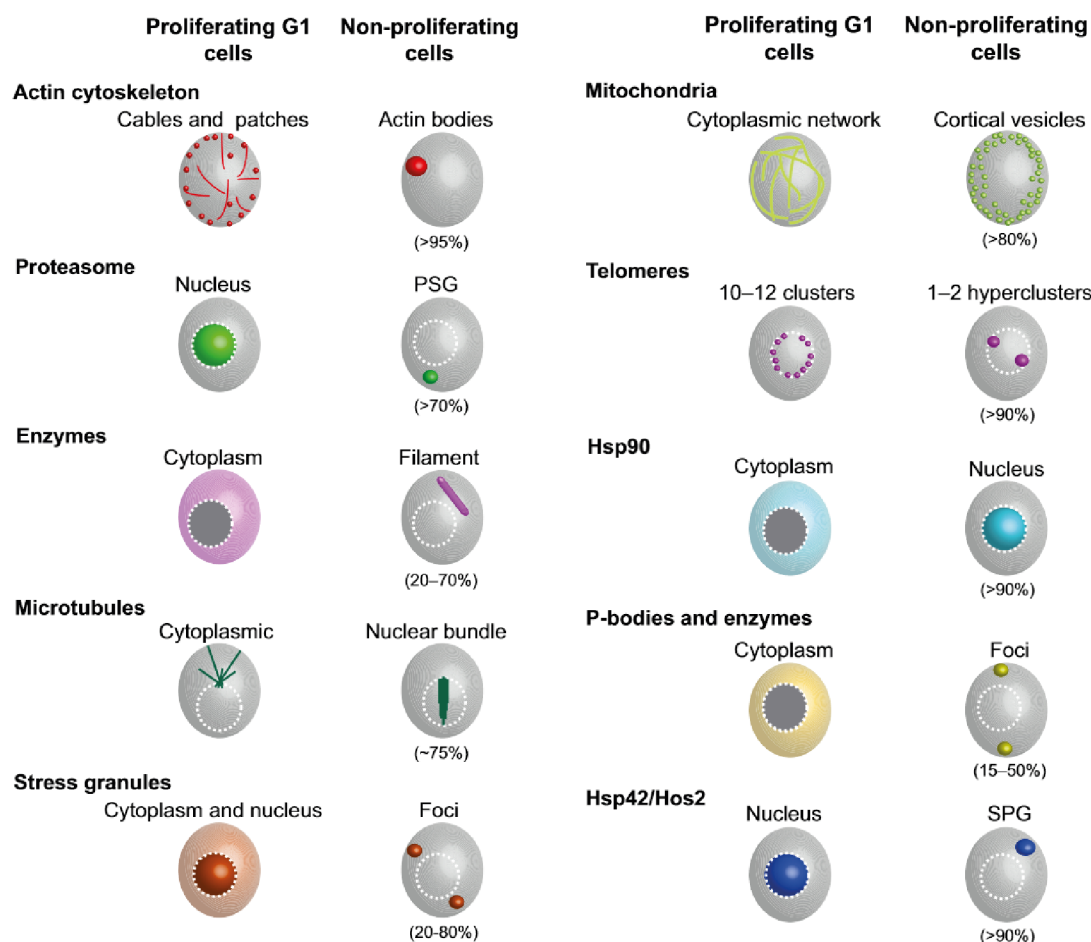 Proliferating G1 cells
Non-proliferating cells
Actin cytoskeleton
Cables and patches
Actin bodies
(>95%)
Proteasome
Nucleus
PSG
(>70%)
Enzymes
Cytoplasm
Filament
(20–70%)
Microtubules
Cytoplasmic
Nuclear bundle
(~75%)
Stress granules
Cytoplasm and nucleus
Foci
(20-80%)
Proliferating G1 cells
Non-proliferating cells
Mitochondria
Cytoplasmic network
Cortical vesicles
(>80%)
Telomeres
10–12 clusters
1–2 hyperclusters
(>90%)
Hsp90
Cytoplasm
Nucleus
(>90%)
P-bodies and enzymes
Cytoplasm
Foci
(15–50%)
Hsp42/Hos2
Nucleus
SPG
(>90%)